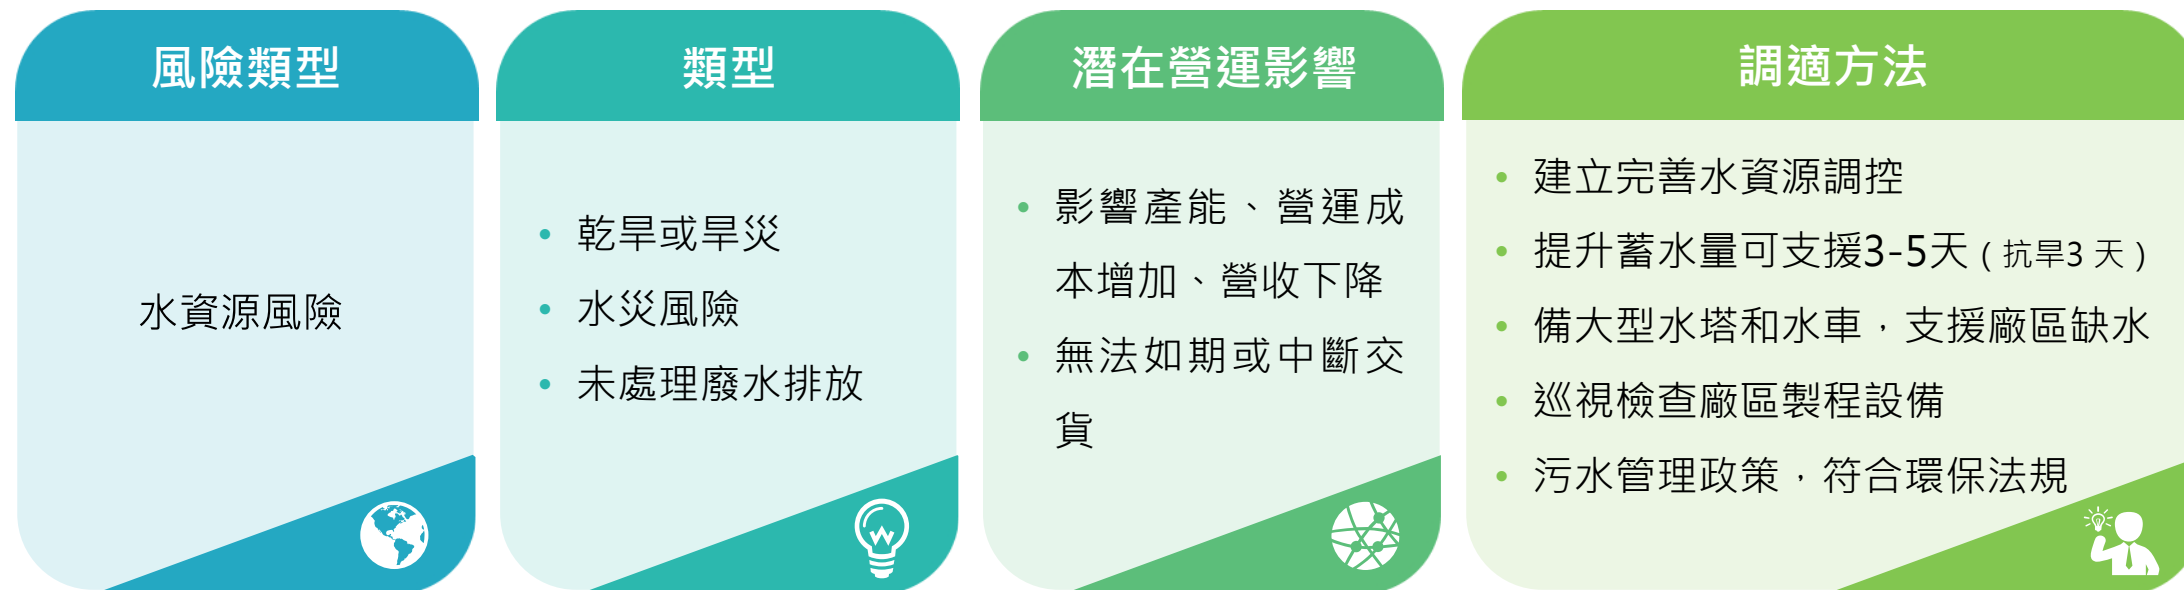 風險類型
水資源風險
類型
• 乾旱或旱災
• 水災風險
• 未處理廢水排放
潛在營運影響
• 影響產能、營運成
本增加、營收下降
• 無法如期或中斷交
貨
調適方法
• 建立完善水資源調控
• 提升蓄水量可支援3-5天(抗旱3 天)
• 備大型水塔和水車，支援廠區缺水
• 巡視檢查廠區製程設備
• 污水管理政策，符合環保法規